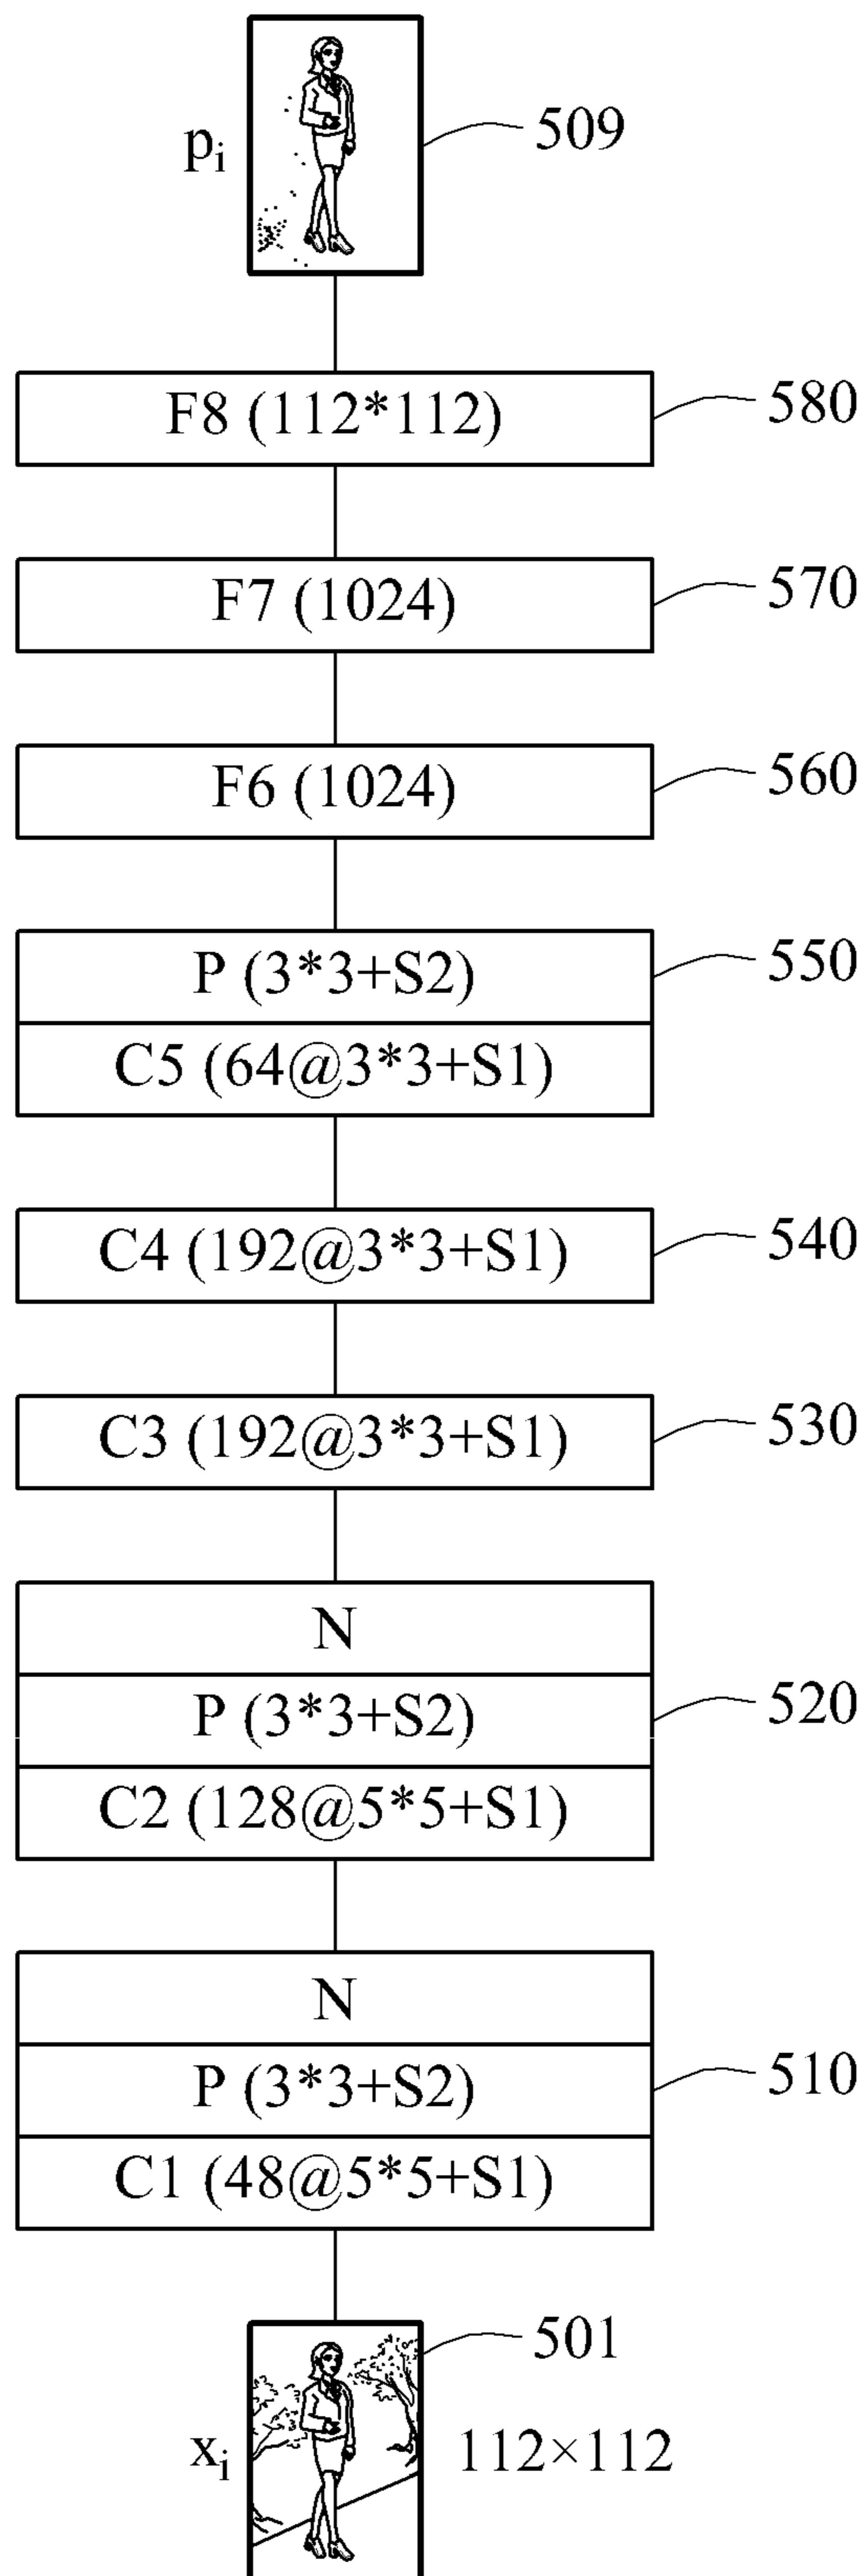 p_i
509
F8 (112*112)
580
F7 (1024)
570
F6 (1024)
560
P (3*3+S2)
550
C5 (64@3*3+S1)
C4 (192@3*3+S1)
540
C3 (192@3*3+S1)
530
N
P (3*3+S2)
520
C2 (128@5*5+S1)
N
P (3*3+S2)
510
C1 (48@5*5+S1)
501
x_i
112×112